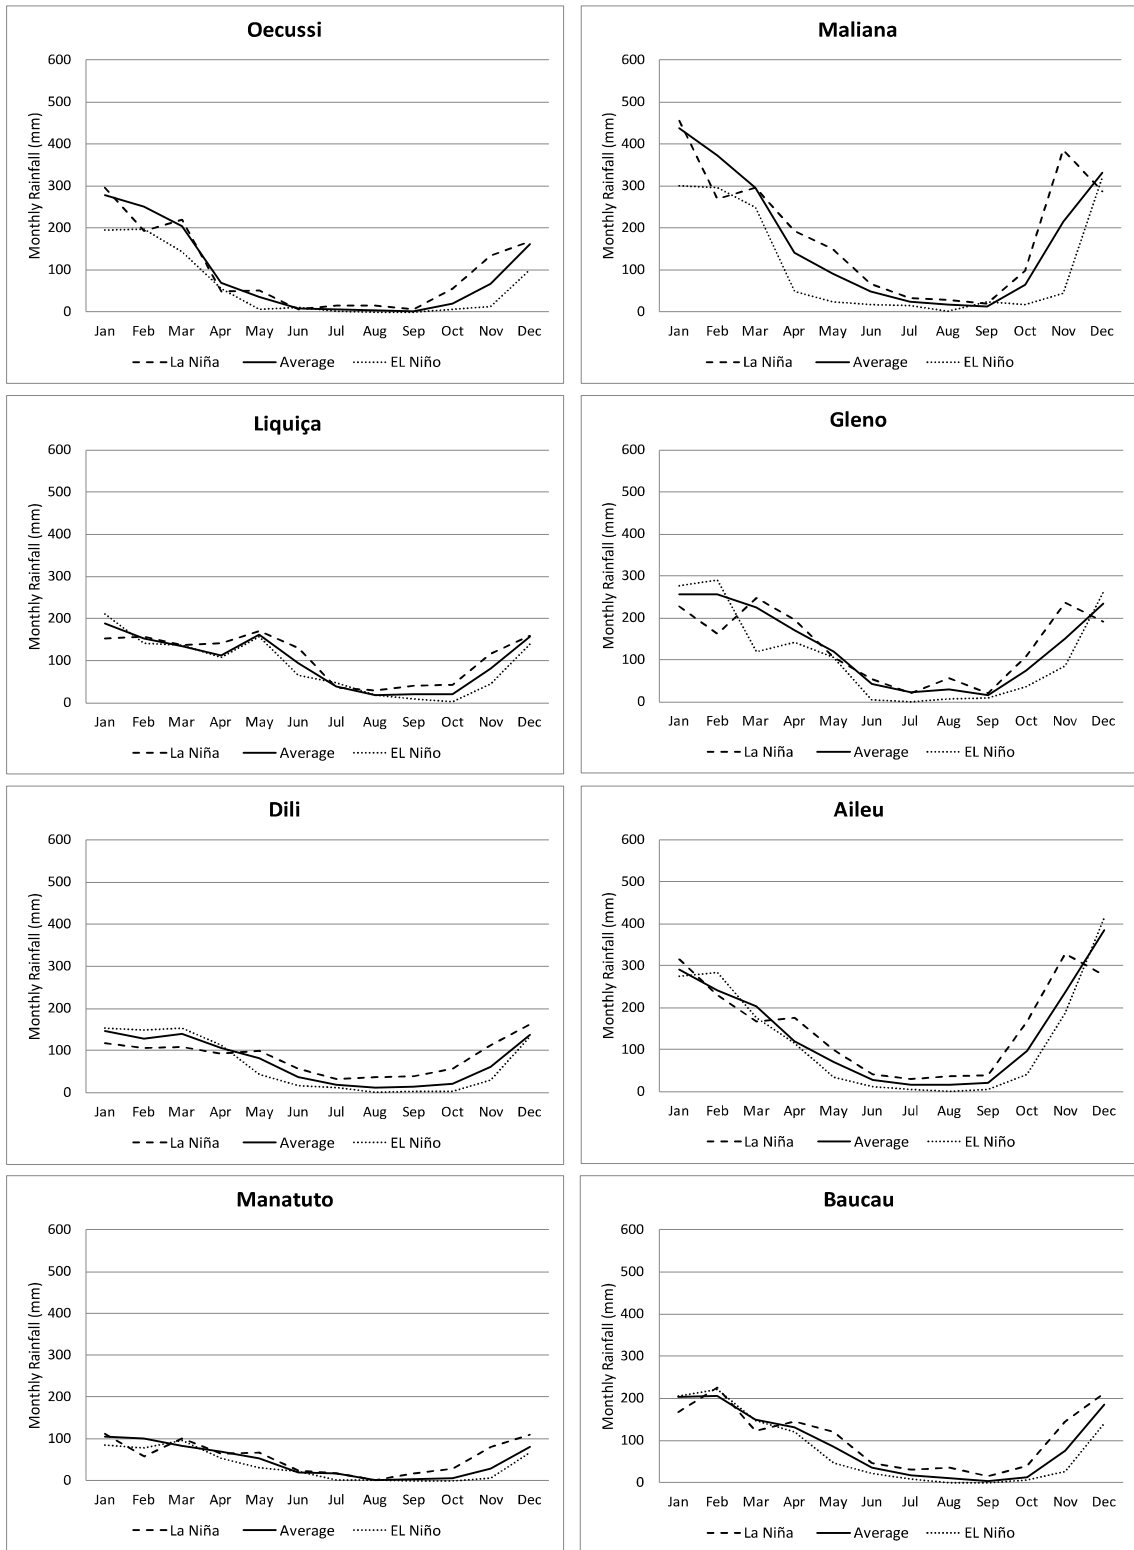 Oecussi
600
500
400
300
200
100
0
Monthly Rainfall (mm)
Jan Feb Mar Apr May Jun Jul Aug Sep Oct Nov Dec
La Niña Average EL Niño
Maliana
600
500
400
300
200
100
0
Monthly Rainfall (mm)
Jan Feb Mar Apr May Jun Jul Aug Sep Oct Nov Dec
La Niña Average EL Niño
Liquiça
600
500
400
300
200
100
0
Monthly Rainfall (mm)
Jan Feb Mar Apr May Jun Jul Aug Sep Oct Nov Dec
La Niña Average EL Niño
Gleno
600
500
400
300
200
100
0
Monthly Rainfall (mm)
Jan Feb Mar Apr May Jun Jul Aug Sep Oct Nov Dec
La Niña Average EL Niño
Dili
600
500
400
300
200
100
0
Monthly Rainfall (mm)
Jan Feb Mar Apr May Jun Jul Aug Sep Oct Nov Dec
La Niña Average EL Niño
Aileu
600
500
400
300
200
100
0
Monthly Rainfall (mm)
Jan Feb Mar Apr May Jun Jul Aug Sep Oct Nov Dec
La Niña Average EL Niño
Manatuto
600
500
400
300
200
100
0
Monthly Rainfall (mm)
Jan Feb Mar Apr May Jun Jul Aug Sep Oct Nov Dec
La Niña Average EL Niño
Baucau
600
500
400
300
200
100
0
Monthly Rainfall (mm)
Jan Feb Mar Apr May Jun Jul Aug Sep Oct Nov Dec
La Niña Average EL Niño